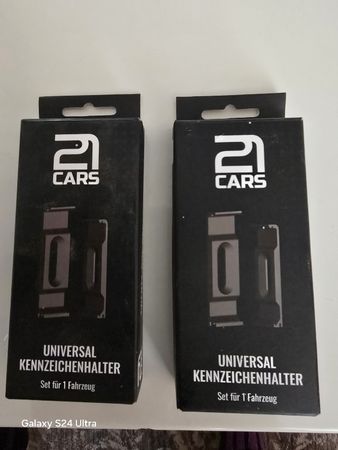 21
CARS
UNIVERSAL
KENNZEICHENHALTER
Set für 1 Fahrzeug
21
CARS
UNIVERSAL
KENNZEICHENHALTER
Set für 1 Fahrzeug
Galaxy S24 Ultra